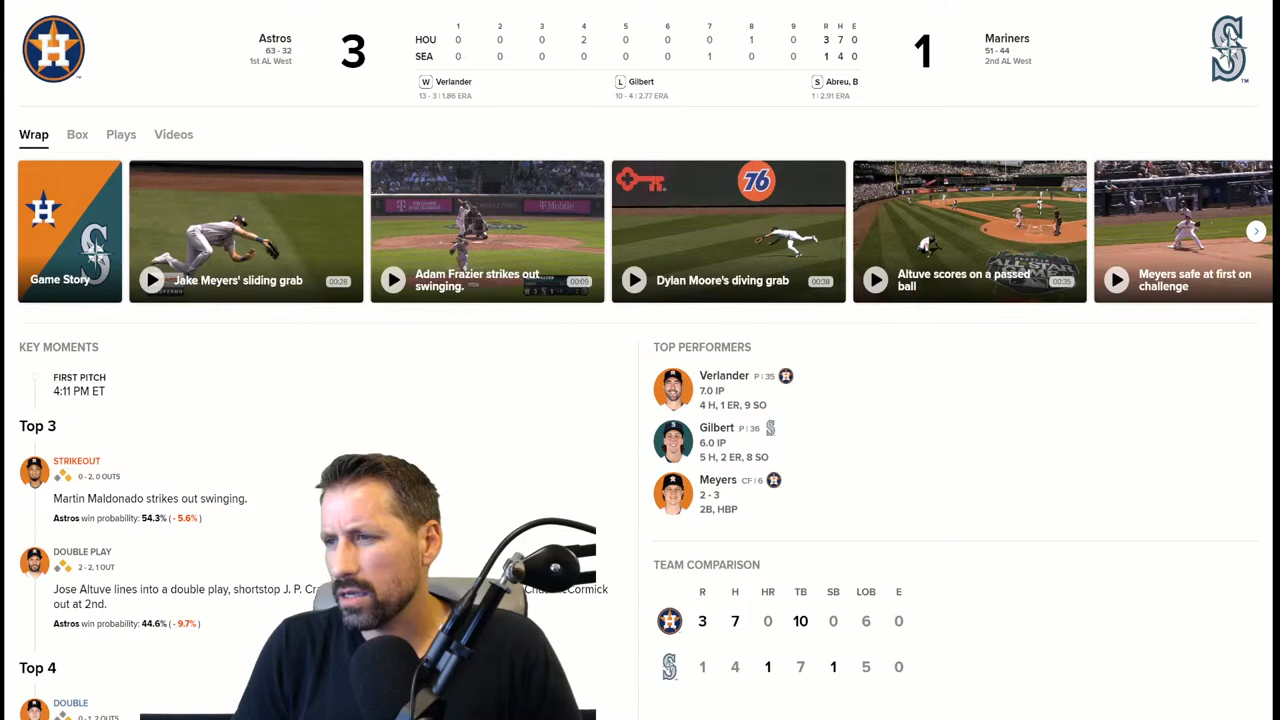 Astros
63 - 32
1st AL West
3
1 2 3 4 5 6 7 8 9 R H E
HOU 0 0 0 2 0 0 0 1 0 3 7 0
SEA 0 0 0 0 0 0 1 0 0 1 4 0
W Verlander
13 - 3 | 1.86 ERA
L Gilbert
10 - 4 | 2.77 ERA
S Abreu, B
1 | 2.91 ERA
1
Mariners
51 - 44
2nd AL West
Wrap Box Plays Videos
Game Story
Jake Meyers' sliding grab
00:28
T Mobile
Adam Frazier strikes out
swinging.
00:05
76
Dylan Moore's diving grab
00:38
ALL STAR
Altuve scores on a passed
ball
00:35
Meyers safe at first on
challenge
KEY MOMENTS
FIRST PITCH
4:11 PM ET
Top 3
STRIKEOUT
0 - 2, 0 OUTS
Martin Maldonado strikes out swinging.
Astros win probability: 54.3% ( - 5.6% )
DOUBLE PLAY
2 - 2, 1 OUT
Jose Altuve lines into a double play, shortstop J. P. Cr
McCormick
out at 2nd.
Astros win probability: 44.6% ( - 9.7% )
Top 4
DOUBLE
0 - 1, 2 OUTS
TOP PERFORMERS
Verlander P | 35
7.0 IP
4 H, 1 ER, 9 SO
Gilbert P | 36
6.0 IP
5 H, 2 ER, 8 SO
Meyers CF | 6
2 - 3
2B, HBP
TEAM COMPARISON
R H HR TB SB LOB E
3 7 0 10 0 6 0
1 4 1 7 1 5 0